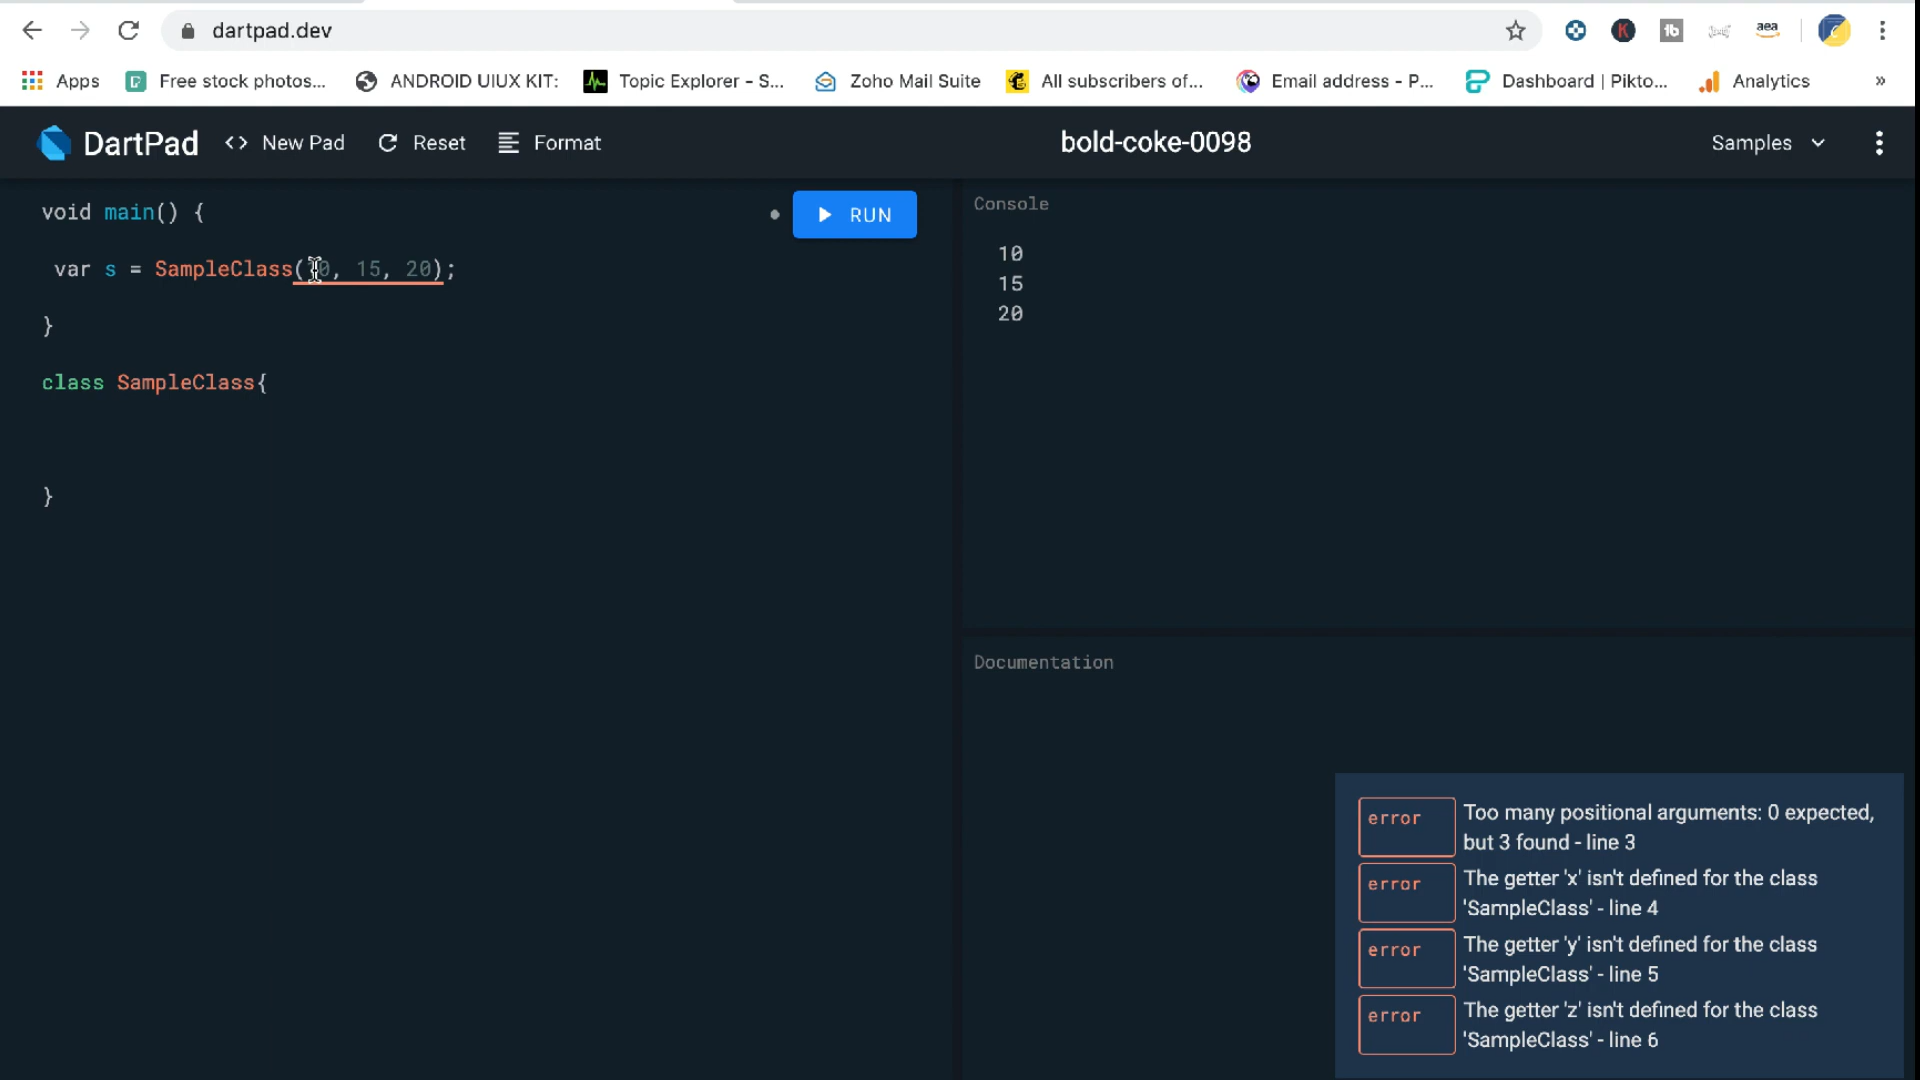 dartpad.dev
Apps Free stock photos... ANDROID UIUX KIT: Topic Explorer - S... Zoho Mail Suite All subscribers of... Email address - P... Dashboard | Pikto... Analytics »
DartPad <> New Pad Reset Format bold-coke-0098 Samples
void main() {
RUN
var s = SampleClass(10, 15, 20);
}
class SampleClass{
}
Console
10
15
20
Documentation
error Too many positional arguments: 0 expected,
but 3 found - line 3
error The getter 'x' isn't defined for the class
'SampleClass' - line 4
error The getter 'y' isn't defined for the class
'SampleClass' - line 5
error The getter 'z' isn't defined for the class
'SampleClass' - line 6